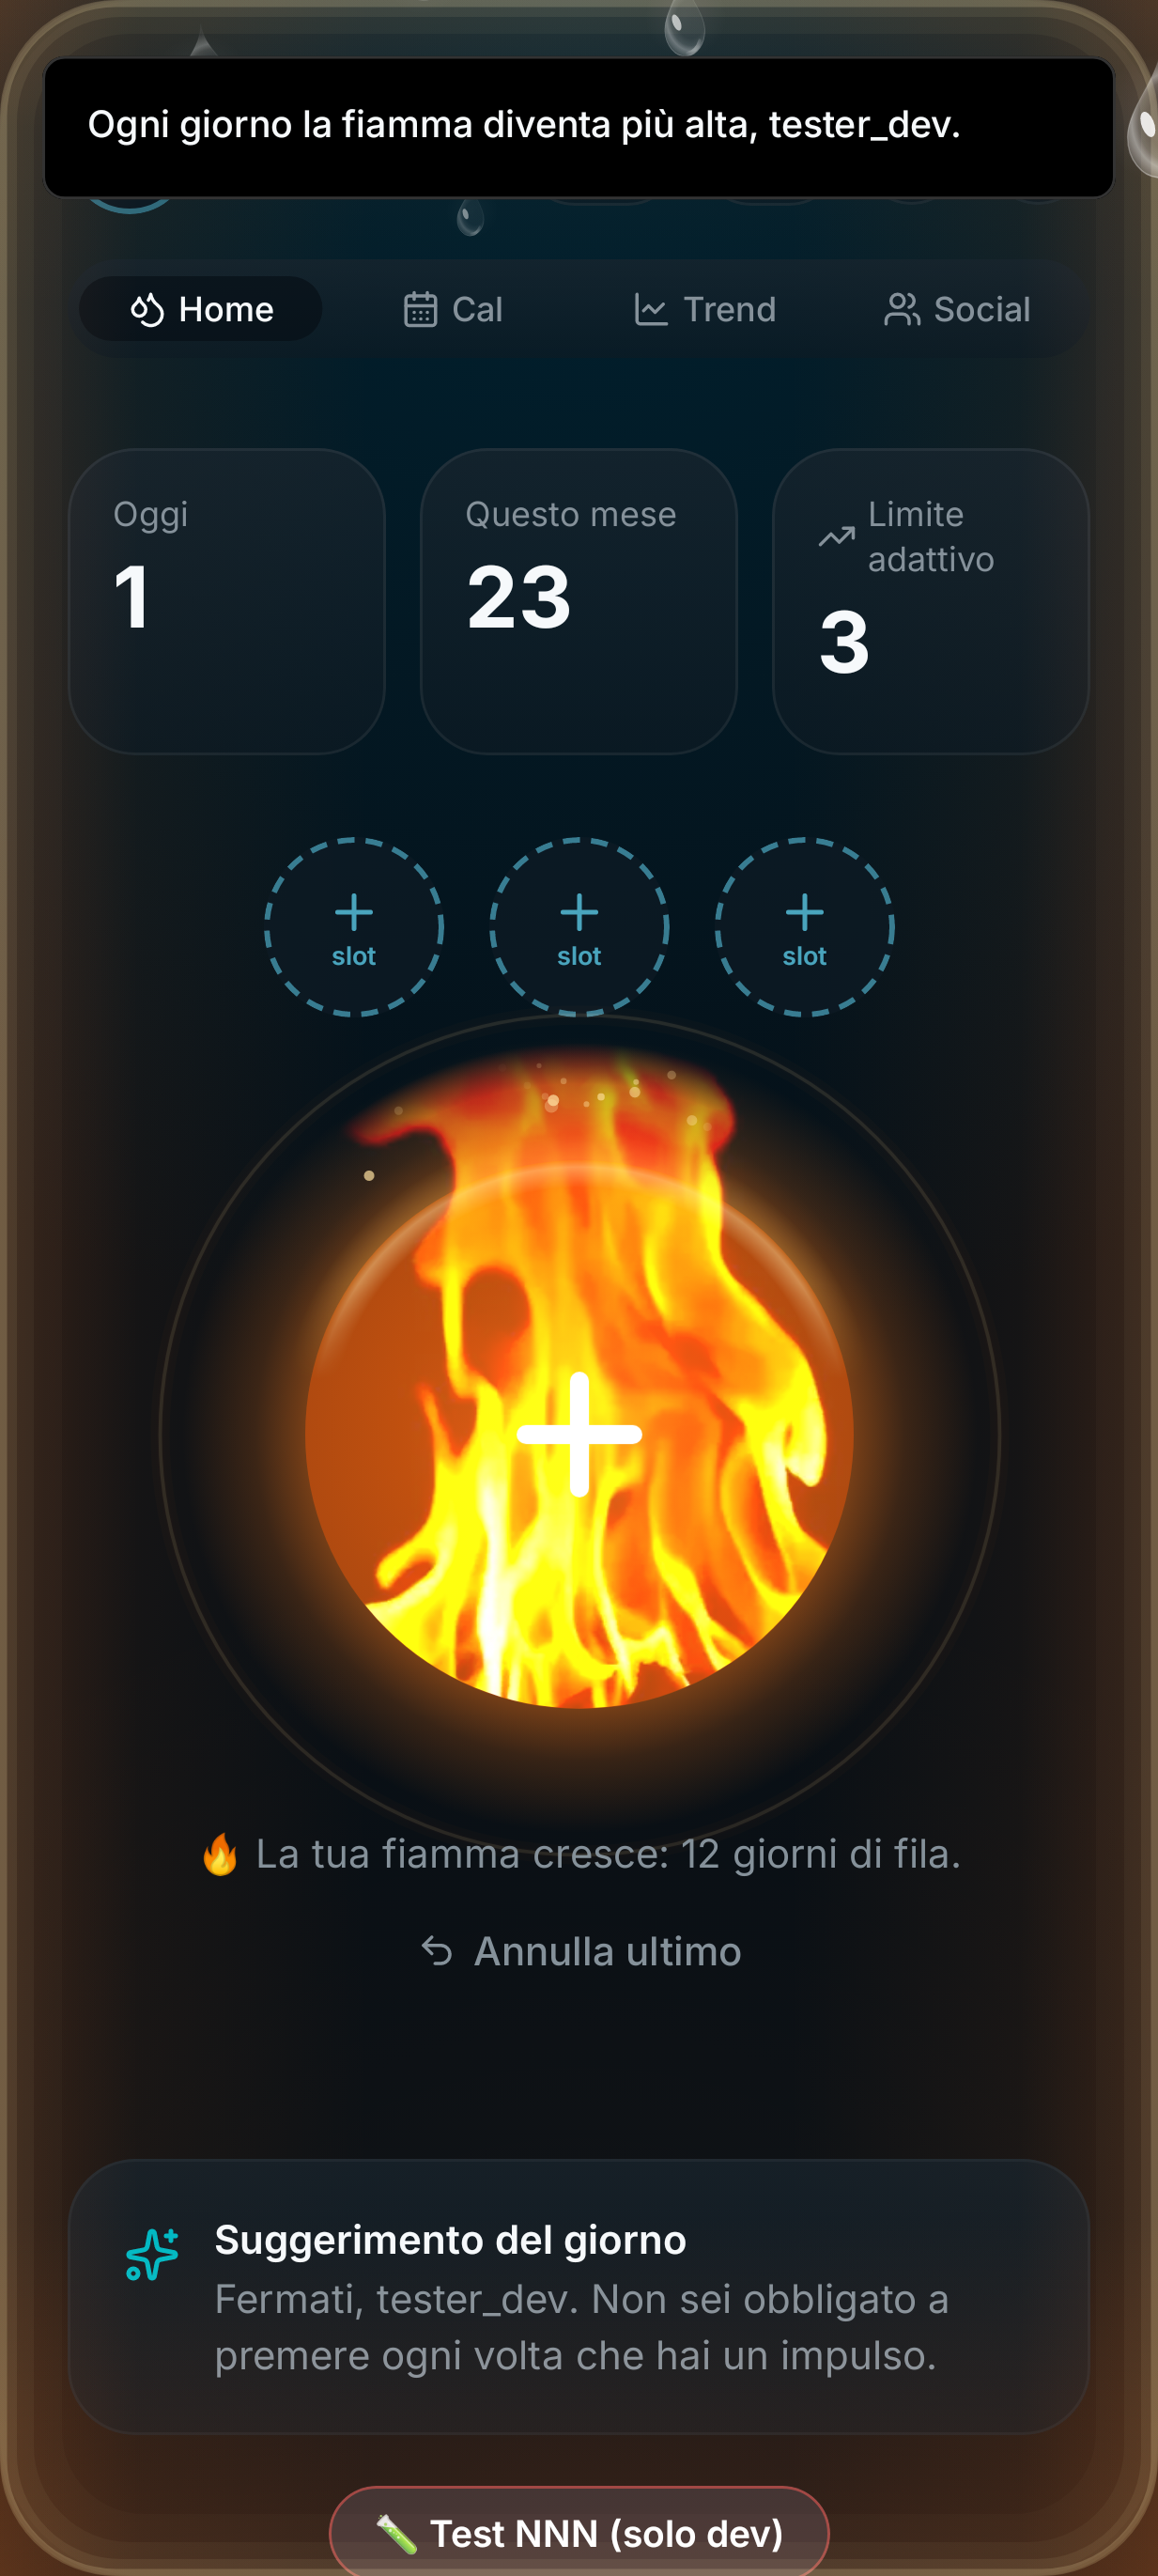 Ogni giorno la fiamma diventa più alta, tester_dev.
Home
Cal
Trend
Social
Oggi
1
Questo mese
23
Limite
adattivo
3
slot
slot
slot
🔥 La tua fiamma cresce: 12 giorni di fila.
Annulla ultimo
Suggerimento del giorno
Fermati, tester_dev. Non sei obbligato a
premere ogni volta che hai un impulso.
🧪 Test NNN (solo dev)